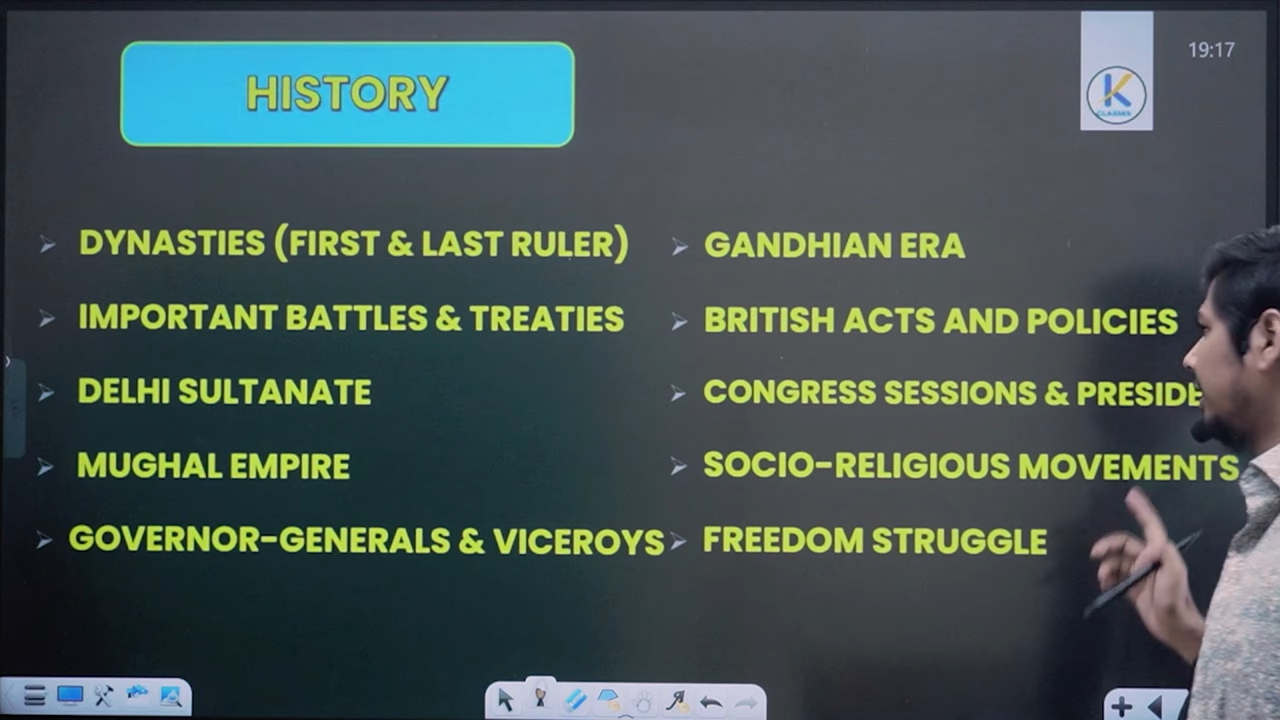 HISTORY
19:17
K
CLASSES
DYNASTIES (FIRST & LAST RULER)
IMPORTANT BATTLES & TREATIES
DELHI SULTANATE
MUGHAL EMPIRE
GOVERNOR-GENERALS & VICEROYS
GANDHIAN ERA
BRITISH ACTS AND POLICIES
CONGRESS SESSIONS & PRESIDE
SOCIO-RELIGIOUS MOVEMENTS
FREEDOM STRUGGLE